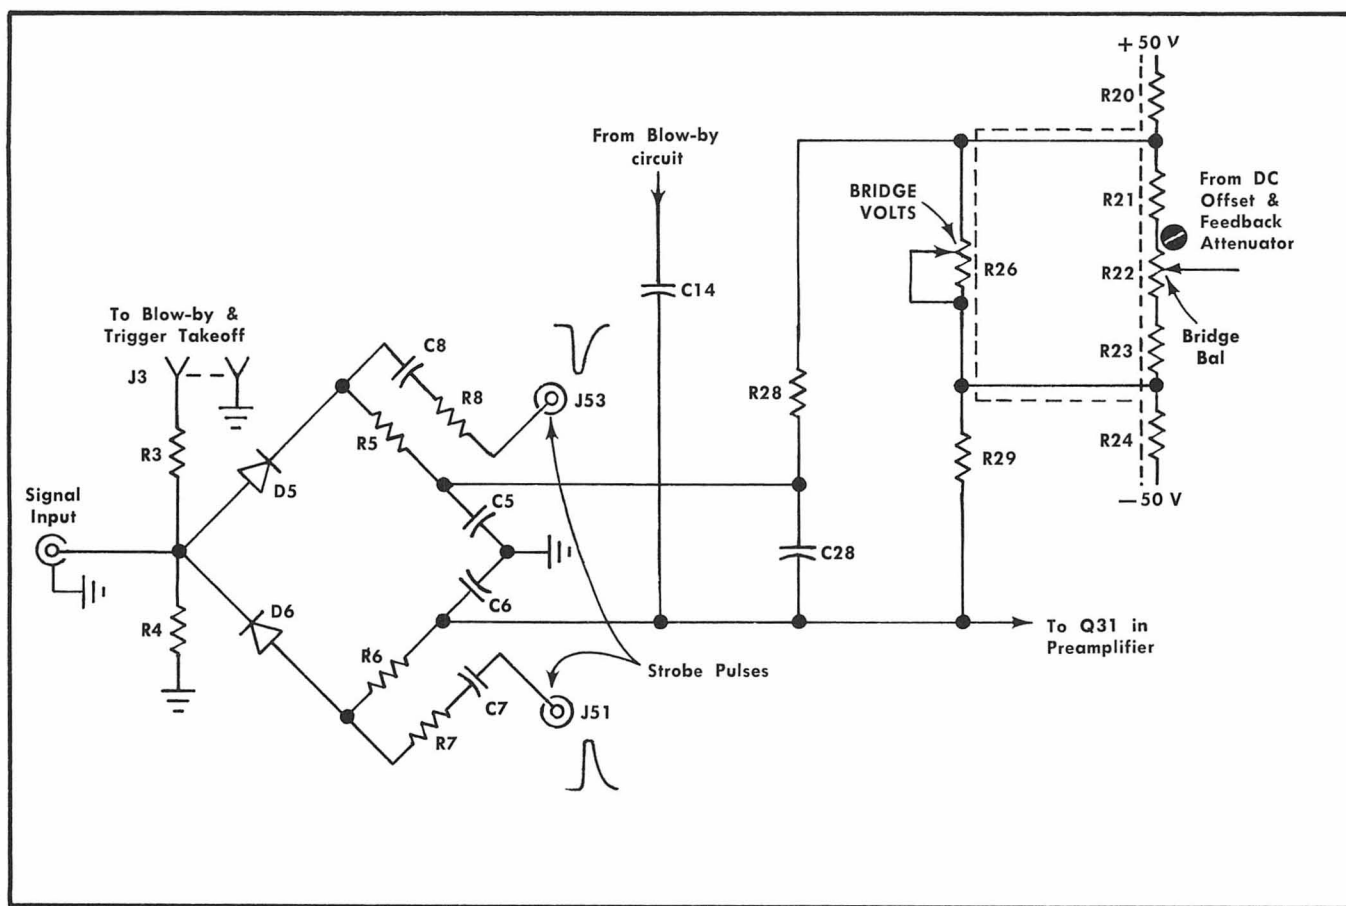 +50 V
R20
From Blow-by
circuit
BRIDGE
VOLTS
R21
From DC
Offset &
Feedback
Attenuator
R26
R22
C14
To Blow-by &
Trigger Takeoff
J3
Bridge
Bal
R23
C8
R8
J53
R28
R5
R3
D5
R29
R24
—50 V
Signal
Input
C5
C28
D6
C6
R4
R6
To Q31 in
Preamplifier
Strobe Pulses
C7
J51
R7